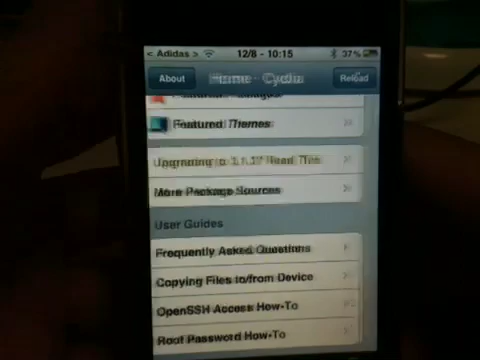 < Adidas > 12/8 - 10:15 37%
About Home - Cydia Reload
Featured
Featured Themes
Upgrading to 3.1.3? Read This
More Package Sources
User Guides
Frequently Asked Questions
Copying Files to/from Device
OpenSSH Access How-To
Root Password How-To